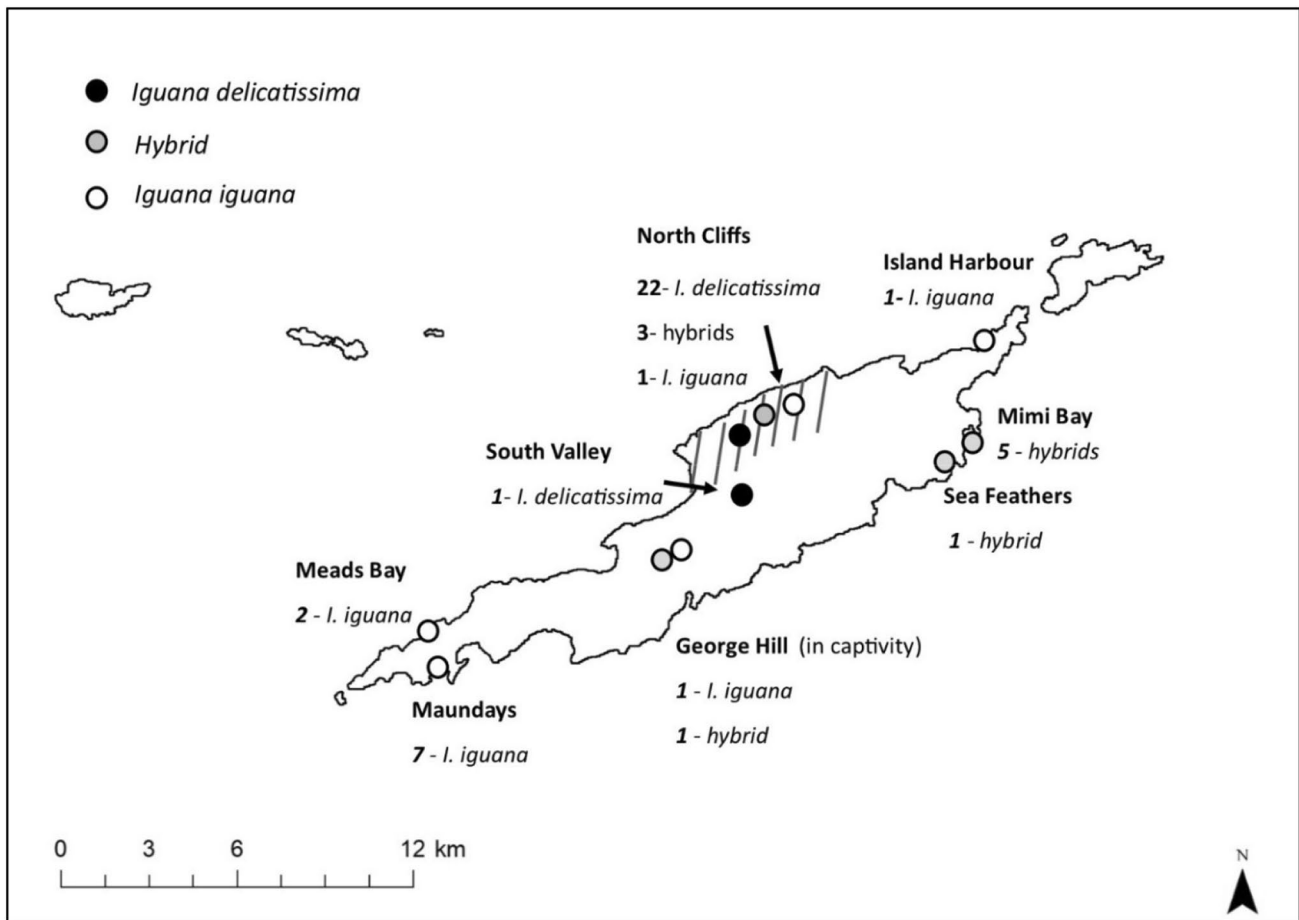 Iguana delicatissima
Hybrid
Iguana iguana
North Cliffs
22- I. delicatissima
3- hybrids
1- I. iguana
Island Harbour
1- I. iguana
South Valley
1- I. delicatissima
Mimi Bay
5 - hybrids
Sea Feathers
1 - hybrid
Meads Bay
2 - I. iguana
George Hill (in captivity)
1 - I. iguana
1 - hybrid
Maundays
7 - I. iguana
0 3 6 12 km
N